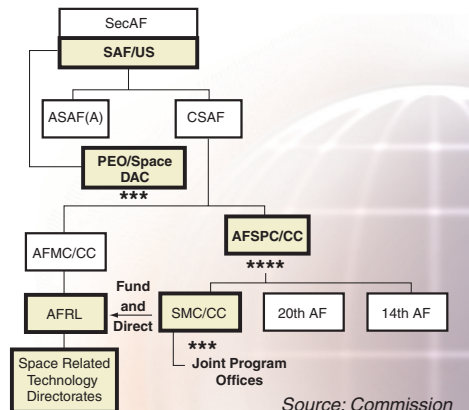 SecAF
SAF/US
ASAF(A)
CSAF
PEO/Space
DAC
***
AFMC/CC
AFSPC/CC
****
AFRL
Fund
and
Direct
SMC/CC
20th AF
14th AF
***
Joint Program
Offices
Space Related
Technology
Directorates
Source: Commission